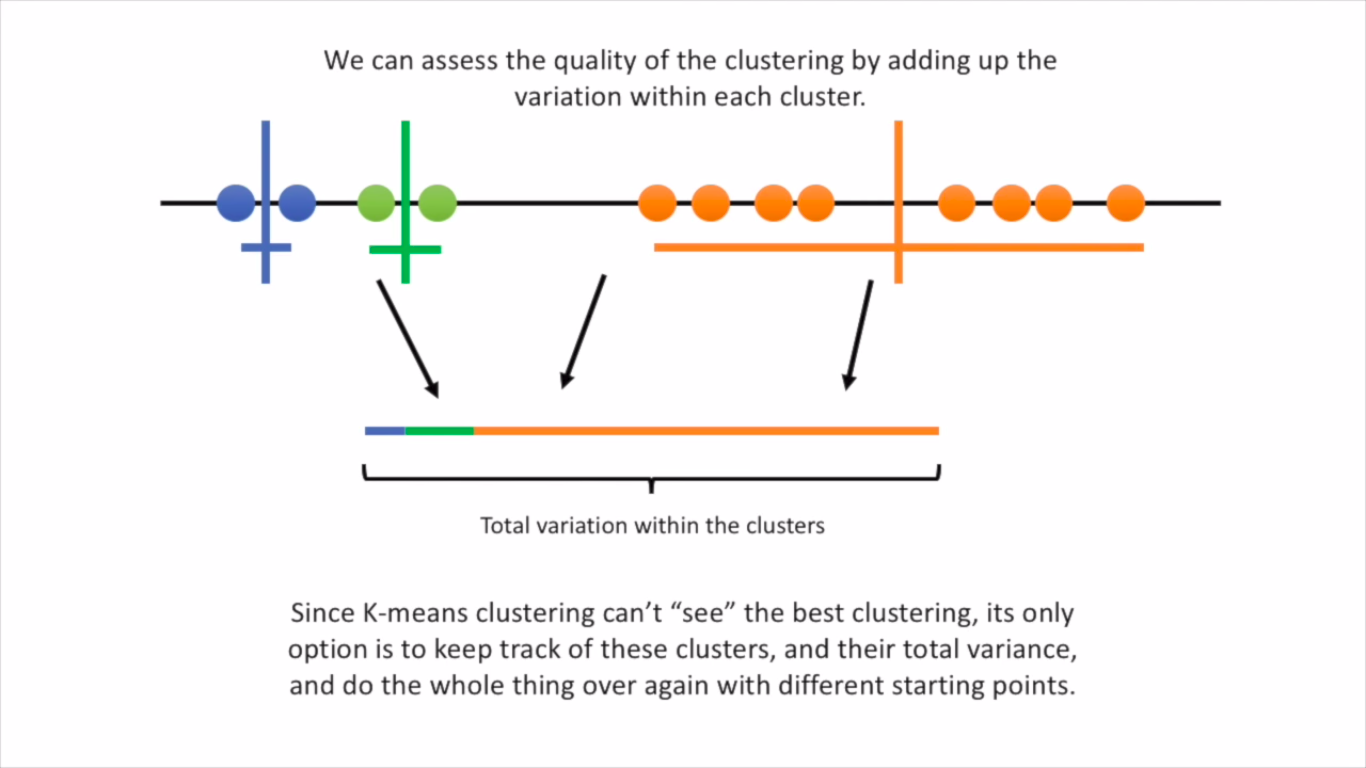 We can assess the quality of the clustering by adding up the
variation within each cluster.
Total variation within the clusters
Since K-means clustering can’t “see” the best clustering, its only
option is to keep track of these clusters, and their total variance,
and do the whole thing over again with different starting points.